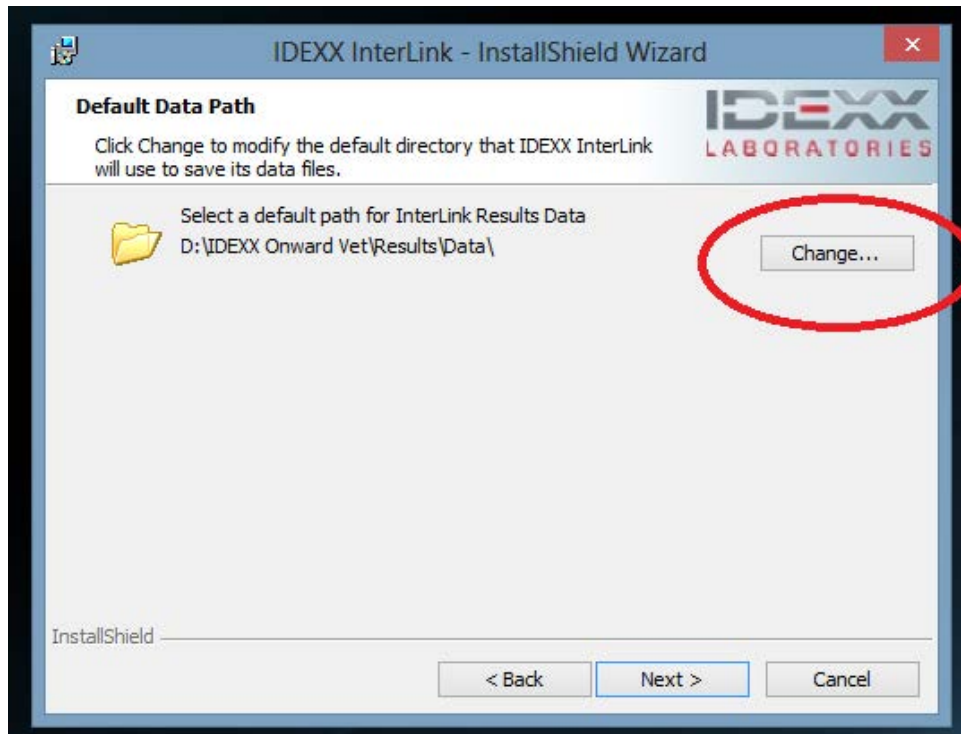 IDEXX InterLink - InstallShield Wizard
Default Data Path
Click Change to modify the default directory that IDEXX InterLink
will use to save its data files.
IDEXX
LABORATORIES
Select a default path for InterLink Results Data
D:\IDEXX Onward Vet\Results\Data\
Change...
InstallShield
< Back
Next >
Cancel